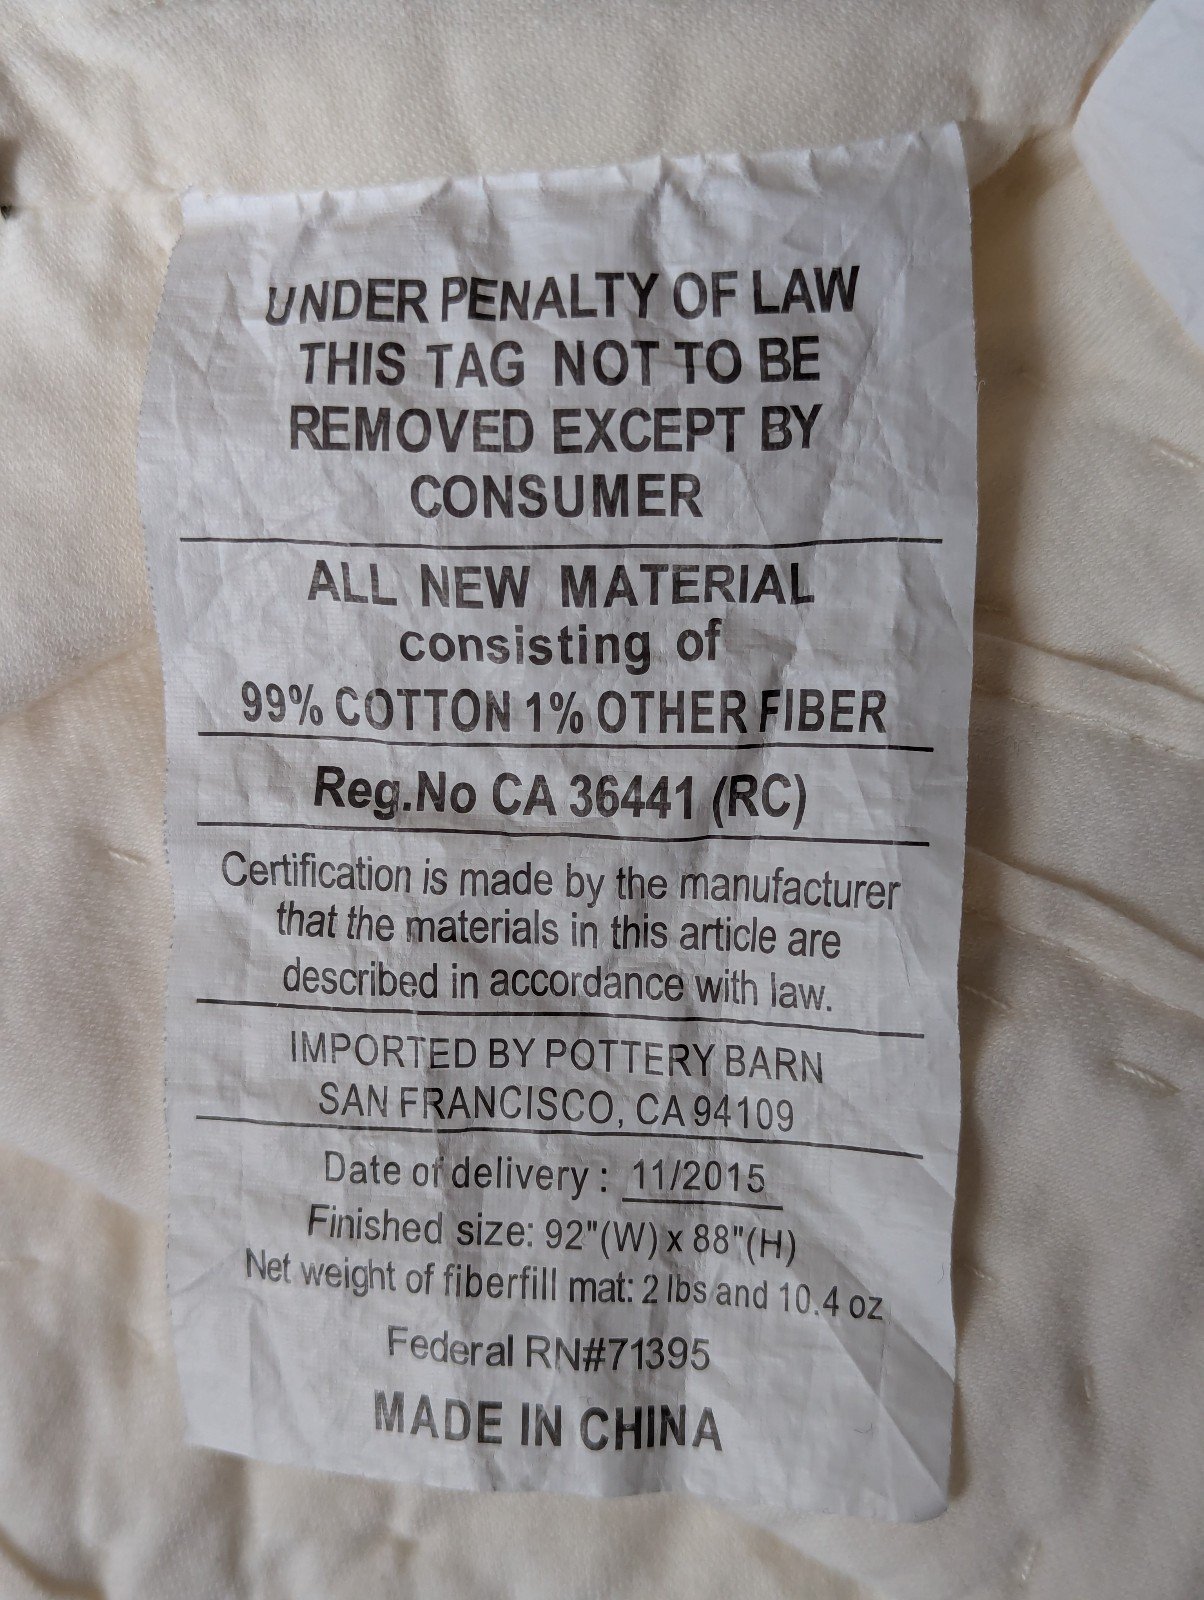 UNDER PENALTY OF LAW
THIS TAG NOT TO BE
REMOVED EXCEPT BY
CONSUMER
ALL NEW MATERIAL
consisting of
99% COTTON 1% OTHER FIBER
Reg.No CA 36441 (RC)
Certification is made by the manufacturer
that the materials in this article are
described in accordance with law.
IMPORTED BY POTTERY BARN
SAN FRANCISCO, CA 94109
Date of delivery : 11/2015
Finished size: 92"(W) x 88"(H)
Net weight of fiberfill mat: 2 lbs and 10.4 oz
Federal RN#71395
MADE IN CHINA